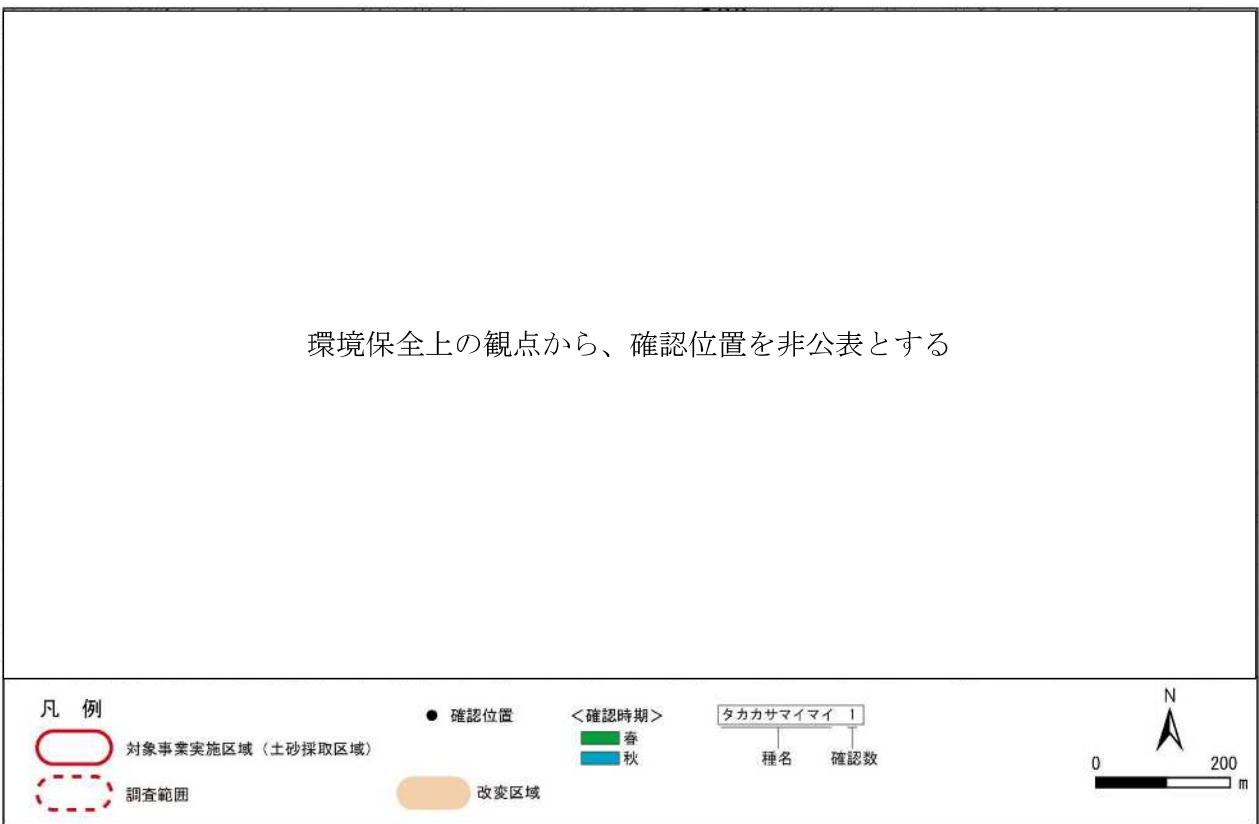 環境保全上の観点から、確認位置を非公表とする
凡 例
対象事業実施区域（土砂採取区域）
調査範囲
● 確認位置
改変区域
＜確認時期＞
春
秋
タカカサマイマイ 1
種名 確認数
N
0 200
m